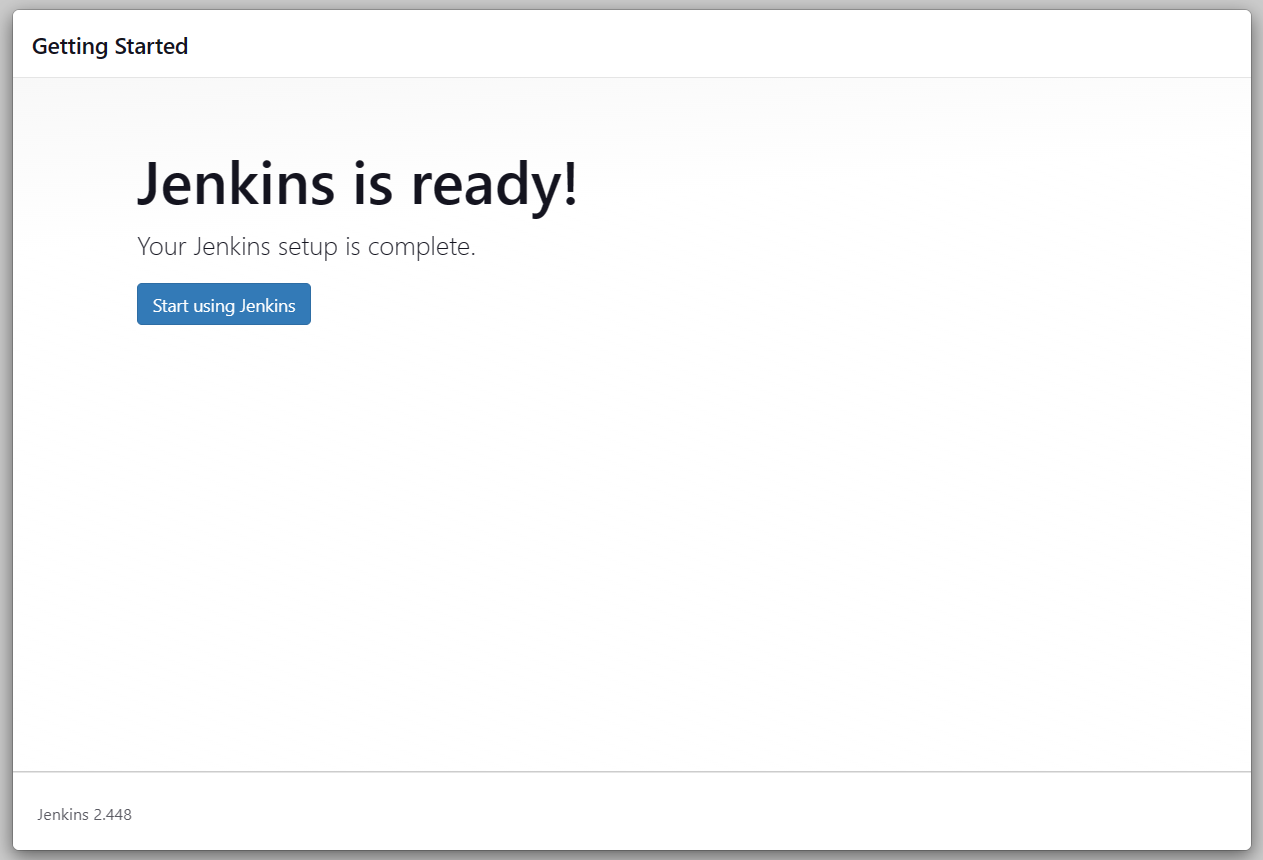 Getting Started
Jenkins is ready!
Your Jenkins setup is complete.
Start using Jenkins
Jenkins 2.448